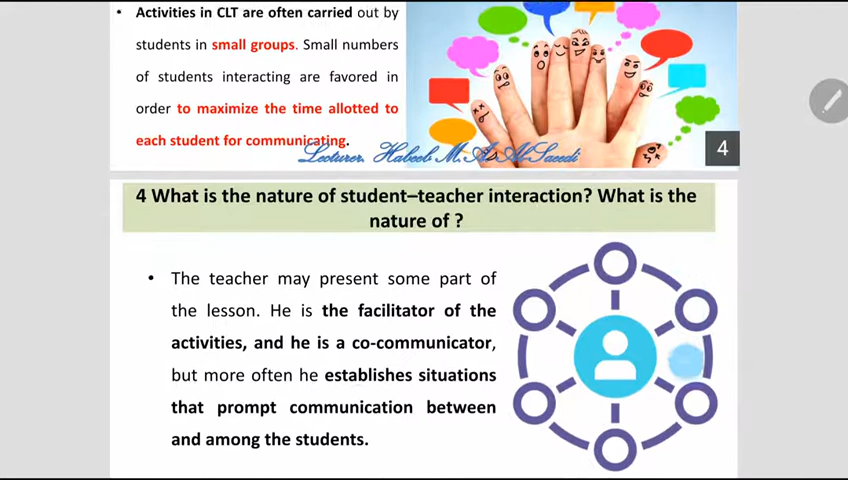 • Activities in CLT are often carried out by
students in small groups. Small numbers
of students interacting are favored in
order to maximize the time allotted to
each student for communicating.
Lecturer. Habeeb M. A. Al-Saeedi
4
4 What is the nature of student–teacher interaction? What is the
nature of ?
• The teacher may present some part of
the lesson. He is the facilitator of the
activities, and he is a co-communicator,
but more often he establishes situations
that prompt communication between
and among the students.